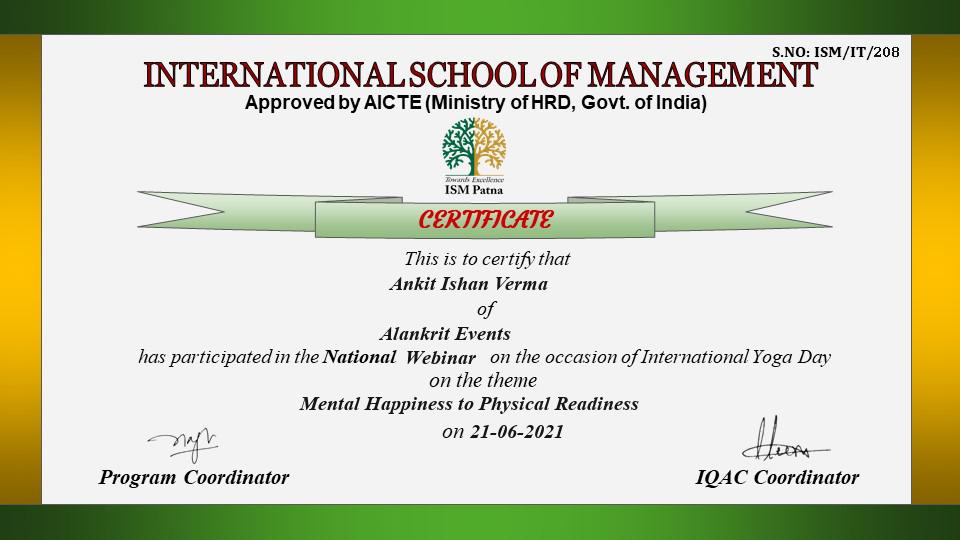 S.NO: ISM/IT/208
INTERNATIONAL SCHOOL OF MANAGEMENT
Approved by AICTE (Ministry of HRD, Govt. of India)
Towards Excellence
ISM Patna
CERTIFICATE
This is to certify that
Ankit Ishan Verma
of
Alankrit Events
has participated in the National Webinar on the occasion of International Yoga Day
on the theme
Mental Happiness to Physical Readiness
on 21-06-2021
Program Coordinator IQAC Coordinator